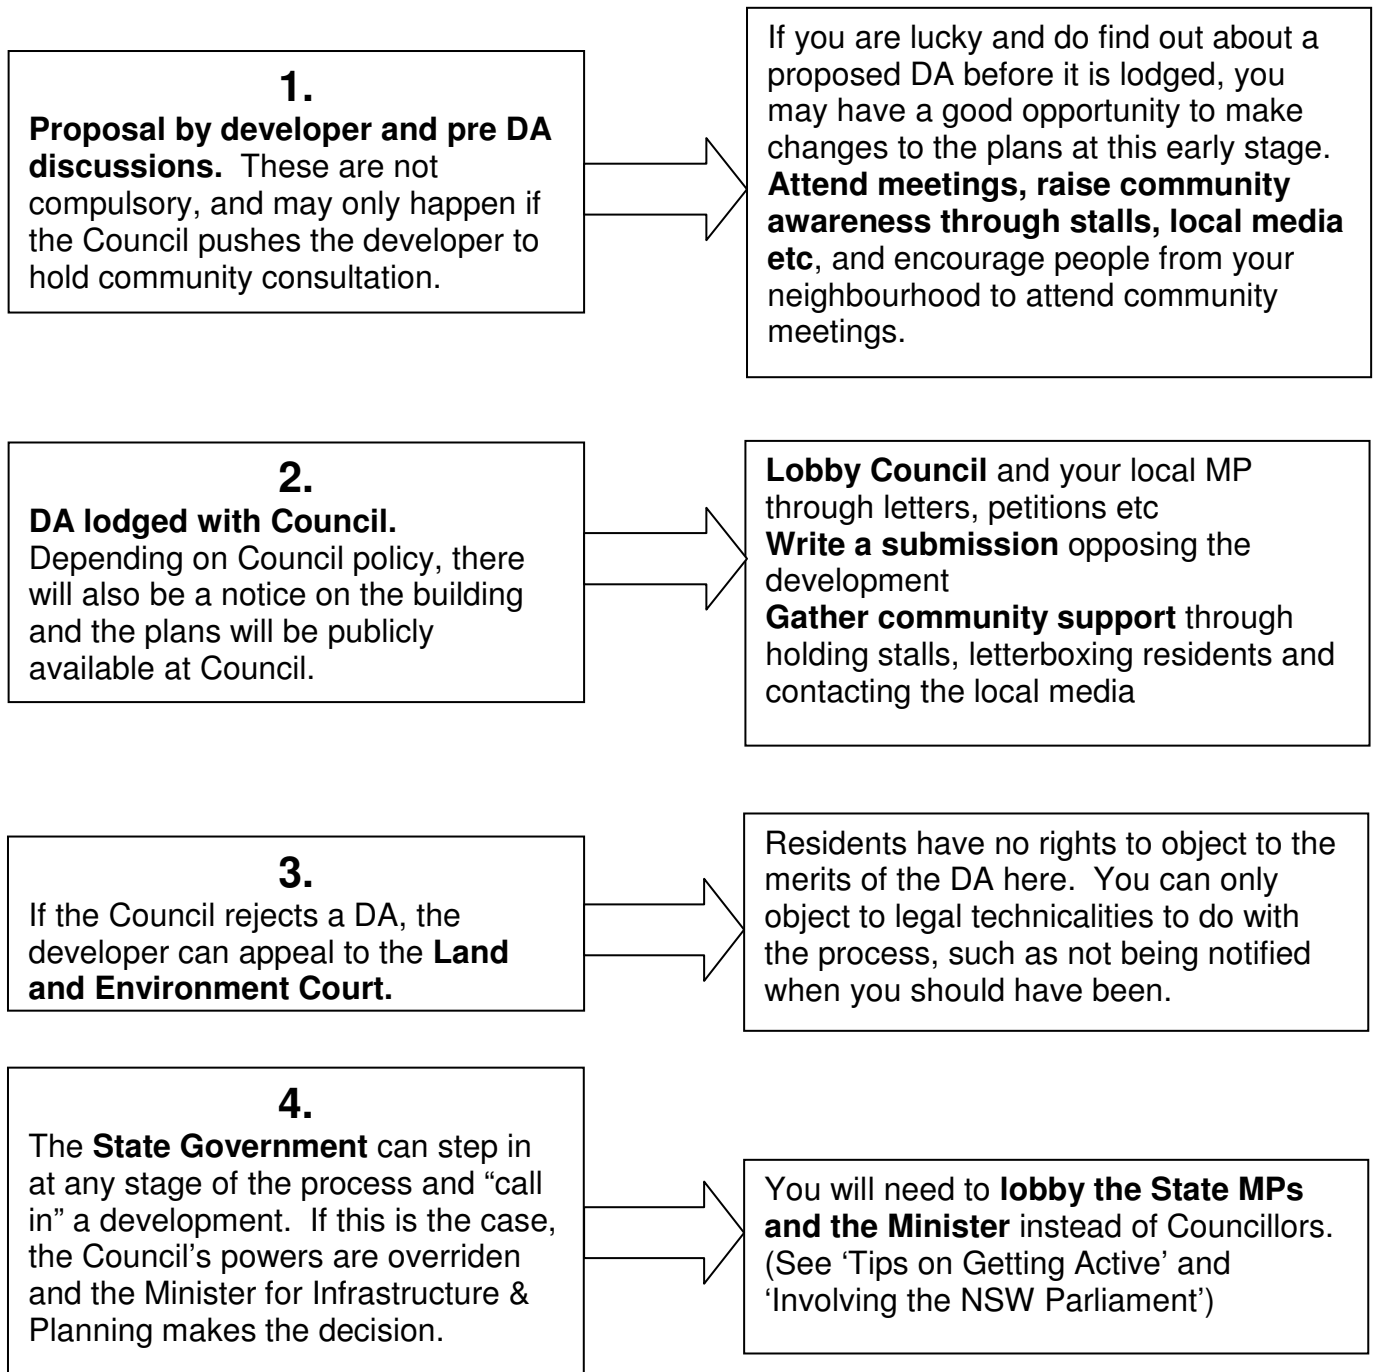 1.
Proposal by developer and pre DA
discussions.  These are not
compulsory, and may only happen if
the Council pushes the developer to
hold community consultation.
If you are lucky and do find out about a
proposed DA before it is lodged, you
may have a good opportunity to make
changes to the plans at this early stage.
Attend meetings, raise community
awareness through stalls, local media
etc, and encourage people from your
neighbourhood to attend community
meetings.
2.
DA lodged with Council.
Depending on Council policy, there
will also be a notice on the building
and the plans will be publicly
available at Council.
Lobby Council and your local MP
through letters, petitions etc
Write a submission opposing the
development
Gather community support through
holding stalls, letterboxing residents and
contacting the local media
3.
If the Council rejects a DA, the
developer can appeal to the Land
and Environment Court.
Residents have no rights to object to the
merits of the DA here.  You can only
object to legal technicalities to do with
the process, such as not being notified
when you should have been.
4.
The State Government can step in
at any stage of the process and “call
in” a development.  If this is the case,
the Council’s powers are overriden
and the Minister for Infrastructure &
Planning makes the decision.
You will need to lobby the State MPs
and the Minister instead of Councillors.
(See ‘Tips on Getting Active’ and
‘Involving the NSW Parliament’)